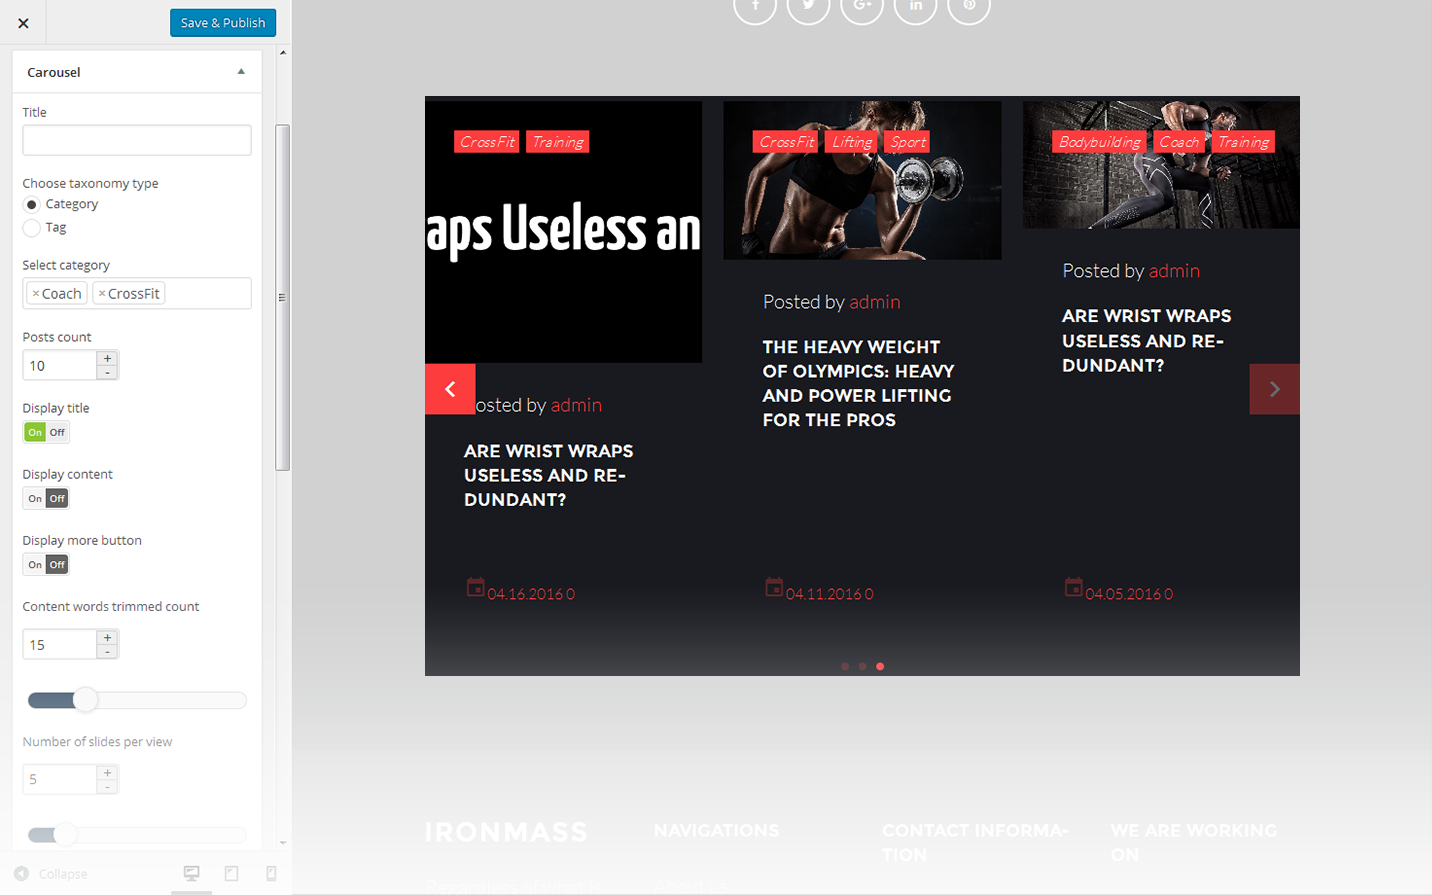 Save & Publish
Carousel
Title
Choose taxonomy type
Category
Tag
Select category
× Coach × CrossFit
Posts count
10
+
-
Display title
On Off
Display content
On Off
Display more button
On Off
Content words trimmed count
15
+
-
Number of slides per view
5
+
-
Collapse
CrossFit Training
aps Useless an
osted by admin
ARE WRIST WRAPS
USELESS AND RE-
DUNDANT?
04.16.2016 0
CrossFit Lifting Sport
Posted by admin
THE HEAVY WEIGHT
OF OLYMPICS: HEAVY
AND POWER LIFTING
FOR THE PROS
04.11.2016 0
Bodybuilding Coach Training
Posted by admin
ARE WRIST WRAPS
USELESS AND RE-
DUNDANT?
04.05.2016 0
IRONMASS
NAVIGATIONS
About Us
CONTACT INFORMA-
TION
WE ARE WORKING
ON